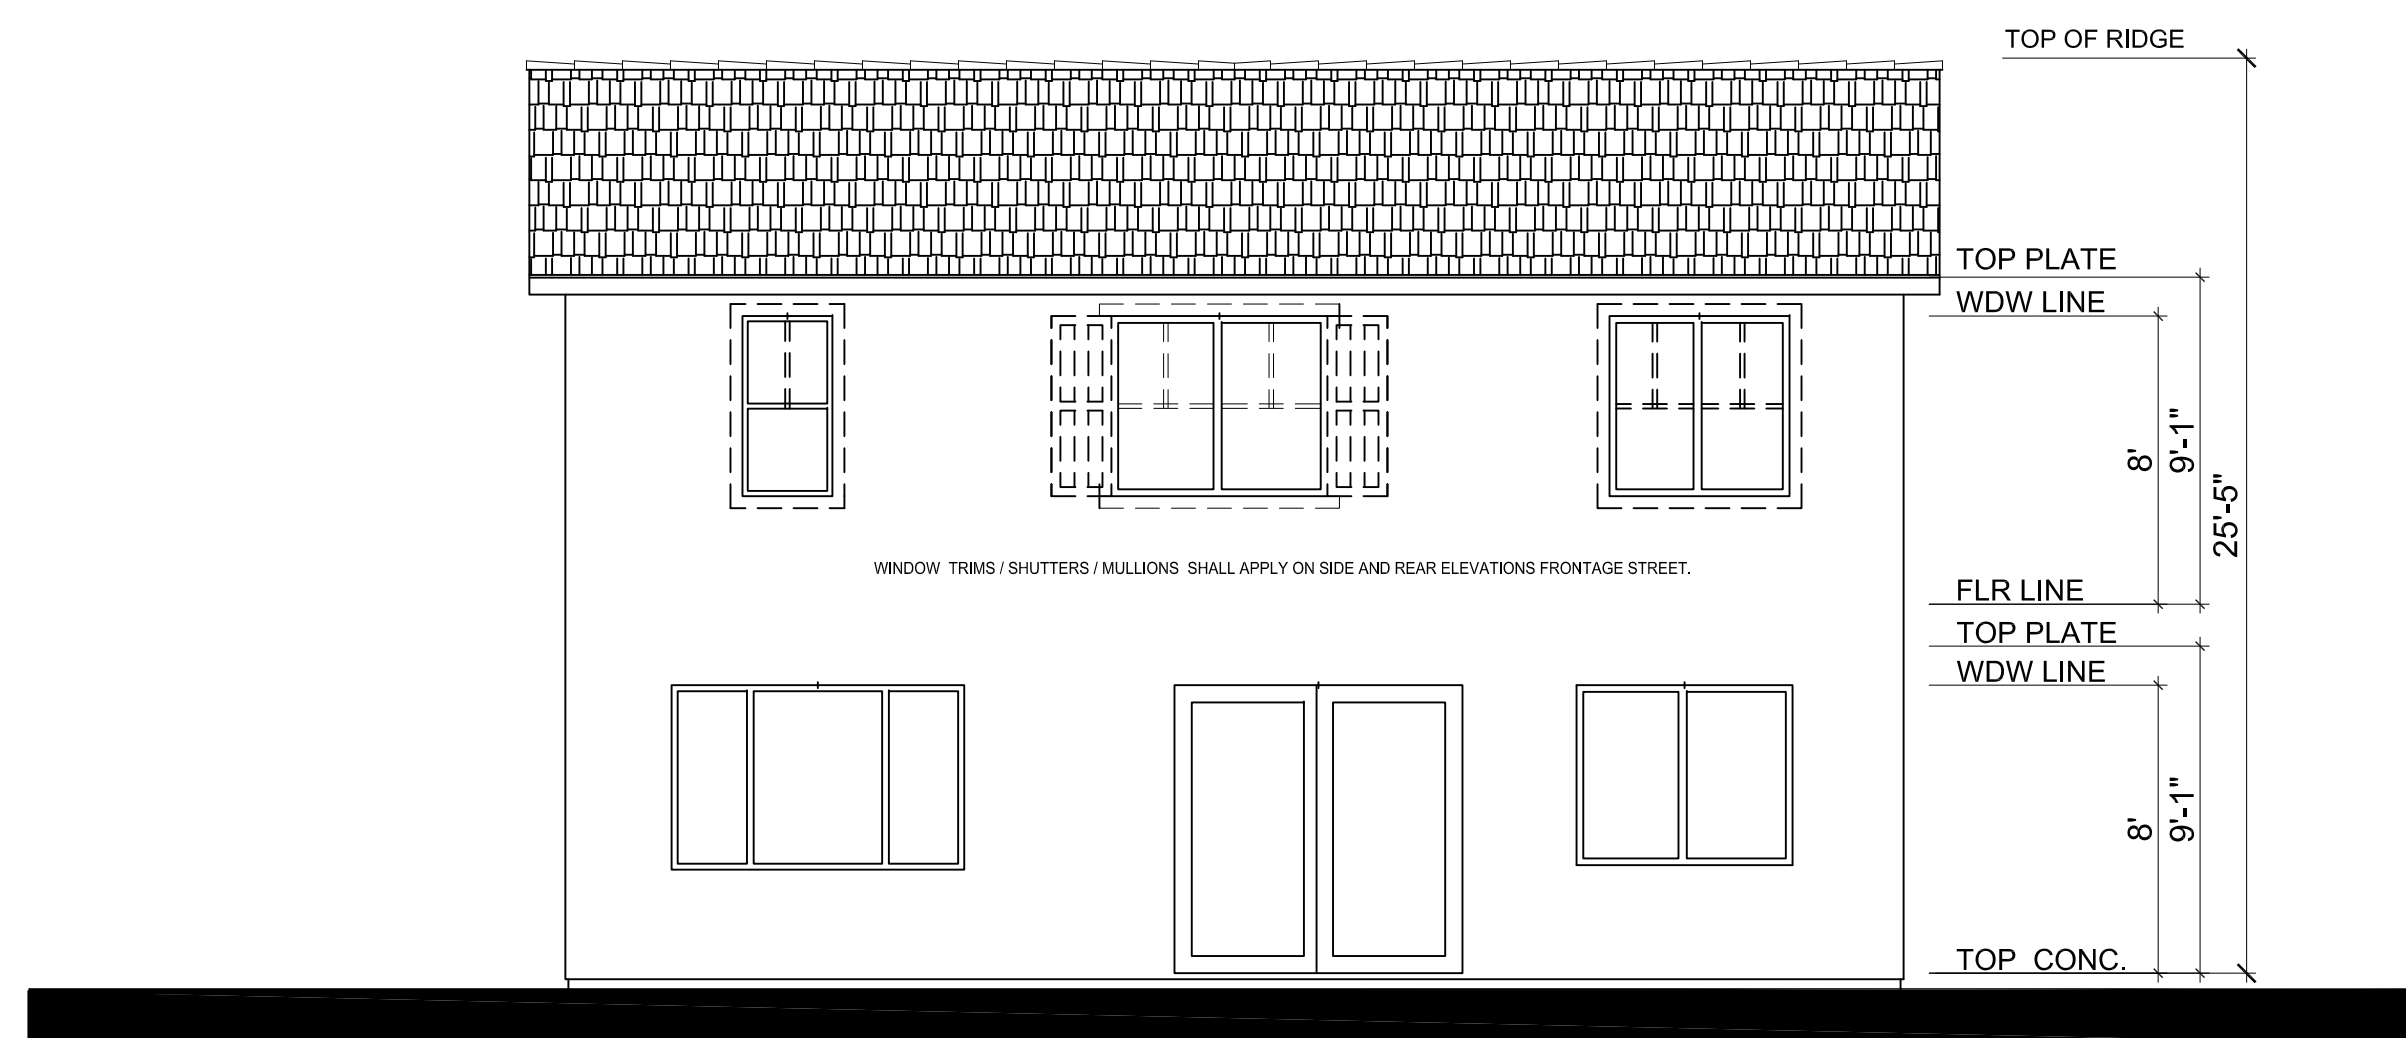 TOP OF RIDGE
TOP PLATE
WDW LINE
8'
9'-1"
25'-5"
WINDOW TRIMS / SHUTTERS / MULLIONS SHALL APPLY ON SIDE AND REAR ELEVATIONS FRONTAGE STREET.
FLR LINE
TOP PLATE
WDW LINE
8'
9'-1"
TOP CONC.